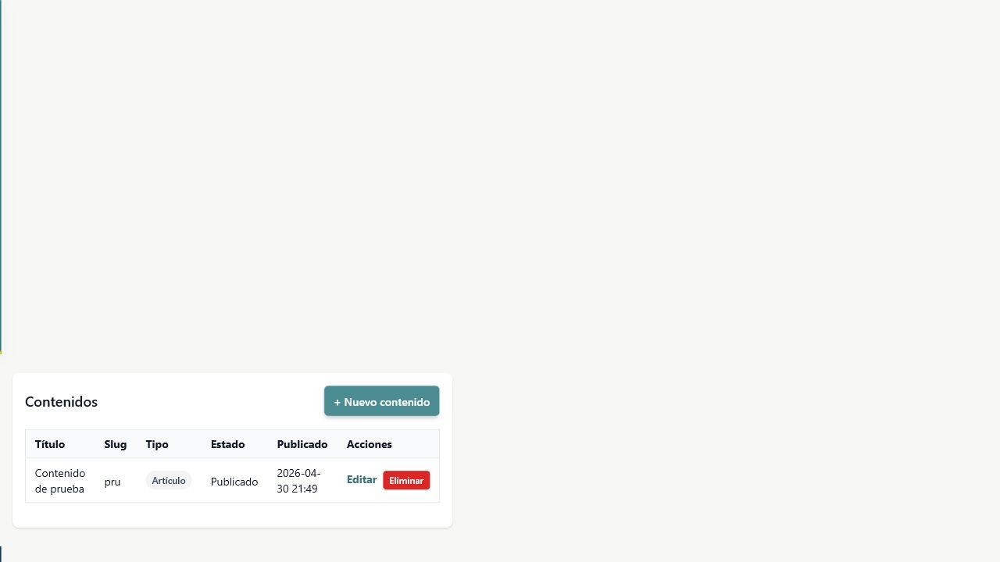 Contenidos
+ Nuevo contenido
Título Slug Tipo Estado Publicado Acciones
Contenido
de prueba
pru
Artículo
Publicado
2026-04-
30 21:49
Editar
Eliminar